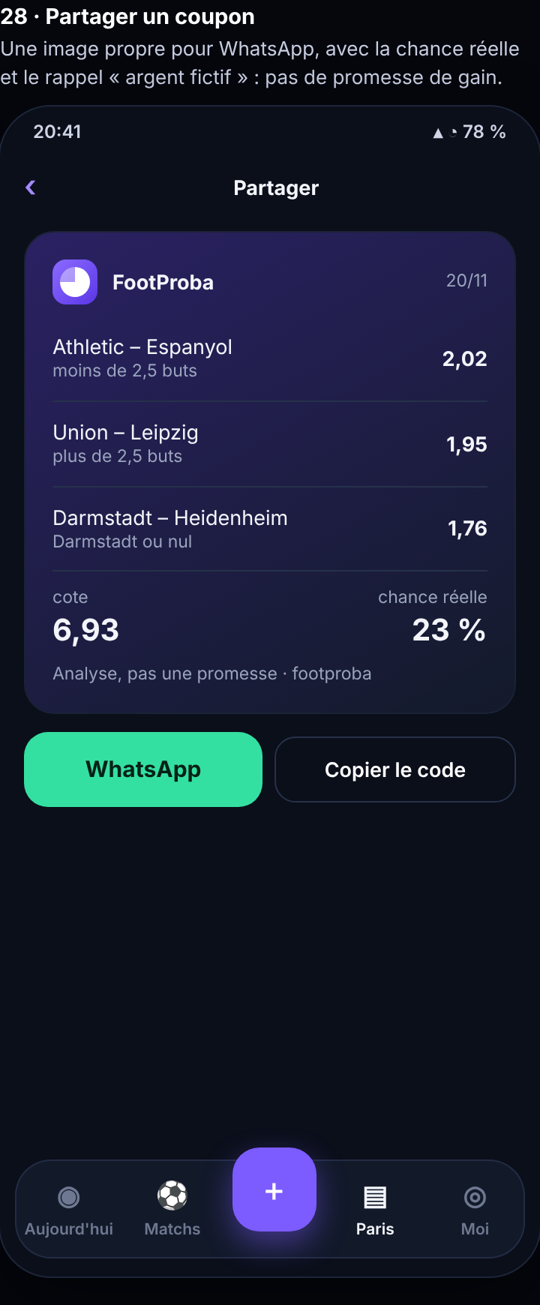 28 · Partager un coupon
Une image propre pour WhatsApp, avec la chance réelle
et le rappel « argent fictif » : pas de promesse de gain.
20:41
78 %
Partager
FootProba
20/11
Athletic – Espanyol
moins de 2,5 buts
2,02
Union – Leipzig
plus de 2,5 buts
1,95
Darmstadt – Heidenheim
Darmstadt ou nul
1,76
cote
chance réelle
6,93
23 %
Analyse, pas une promesse · footproba
WhatsApp
Copier le code
Aujourd'hui
Matchs
+
Paris
Moi